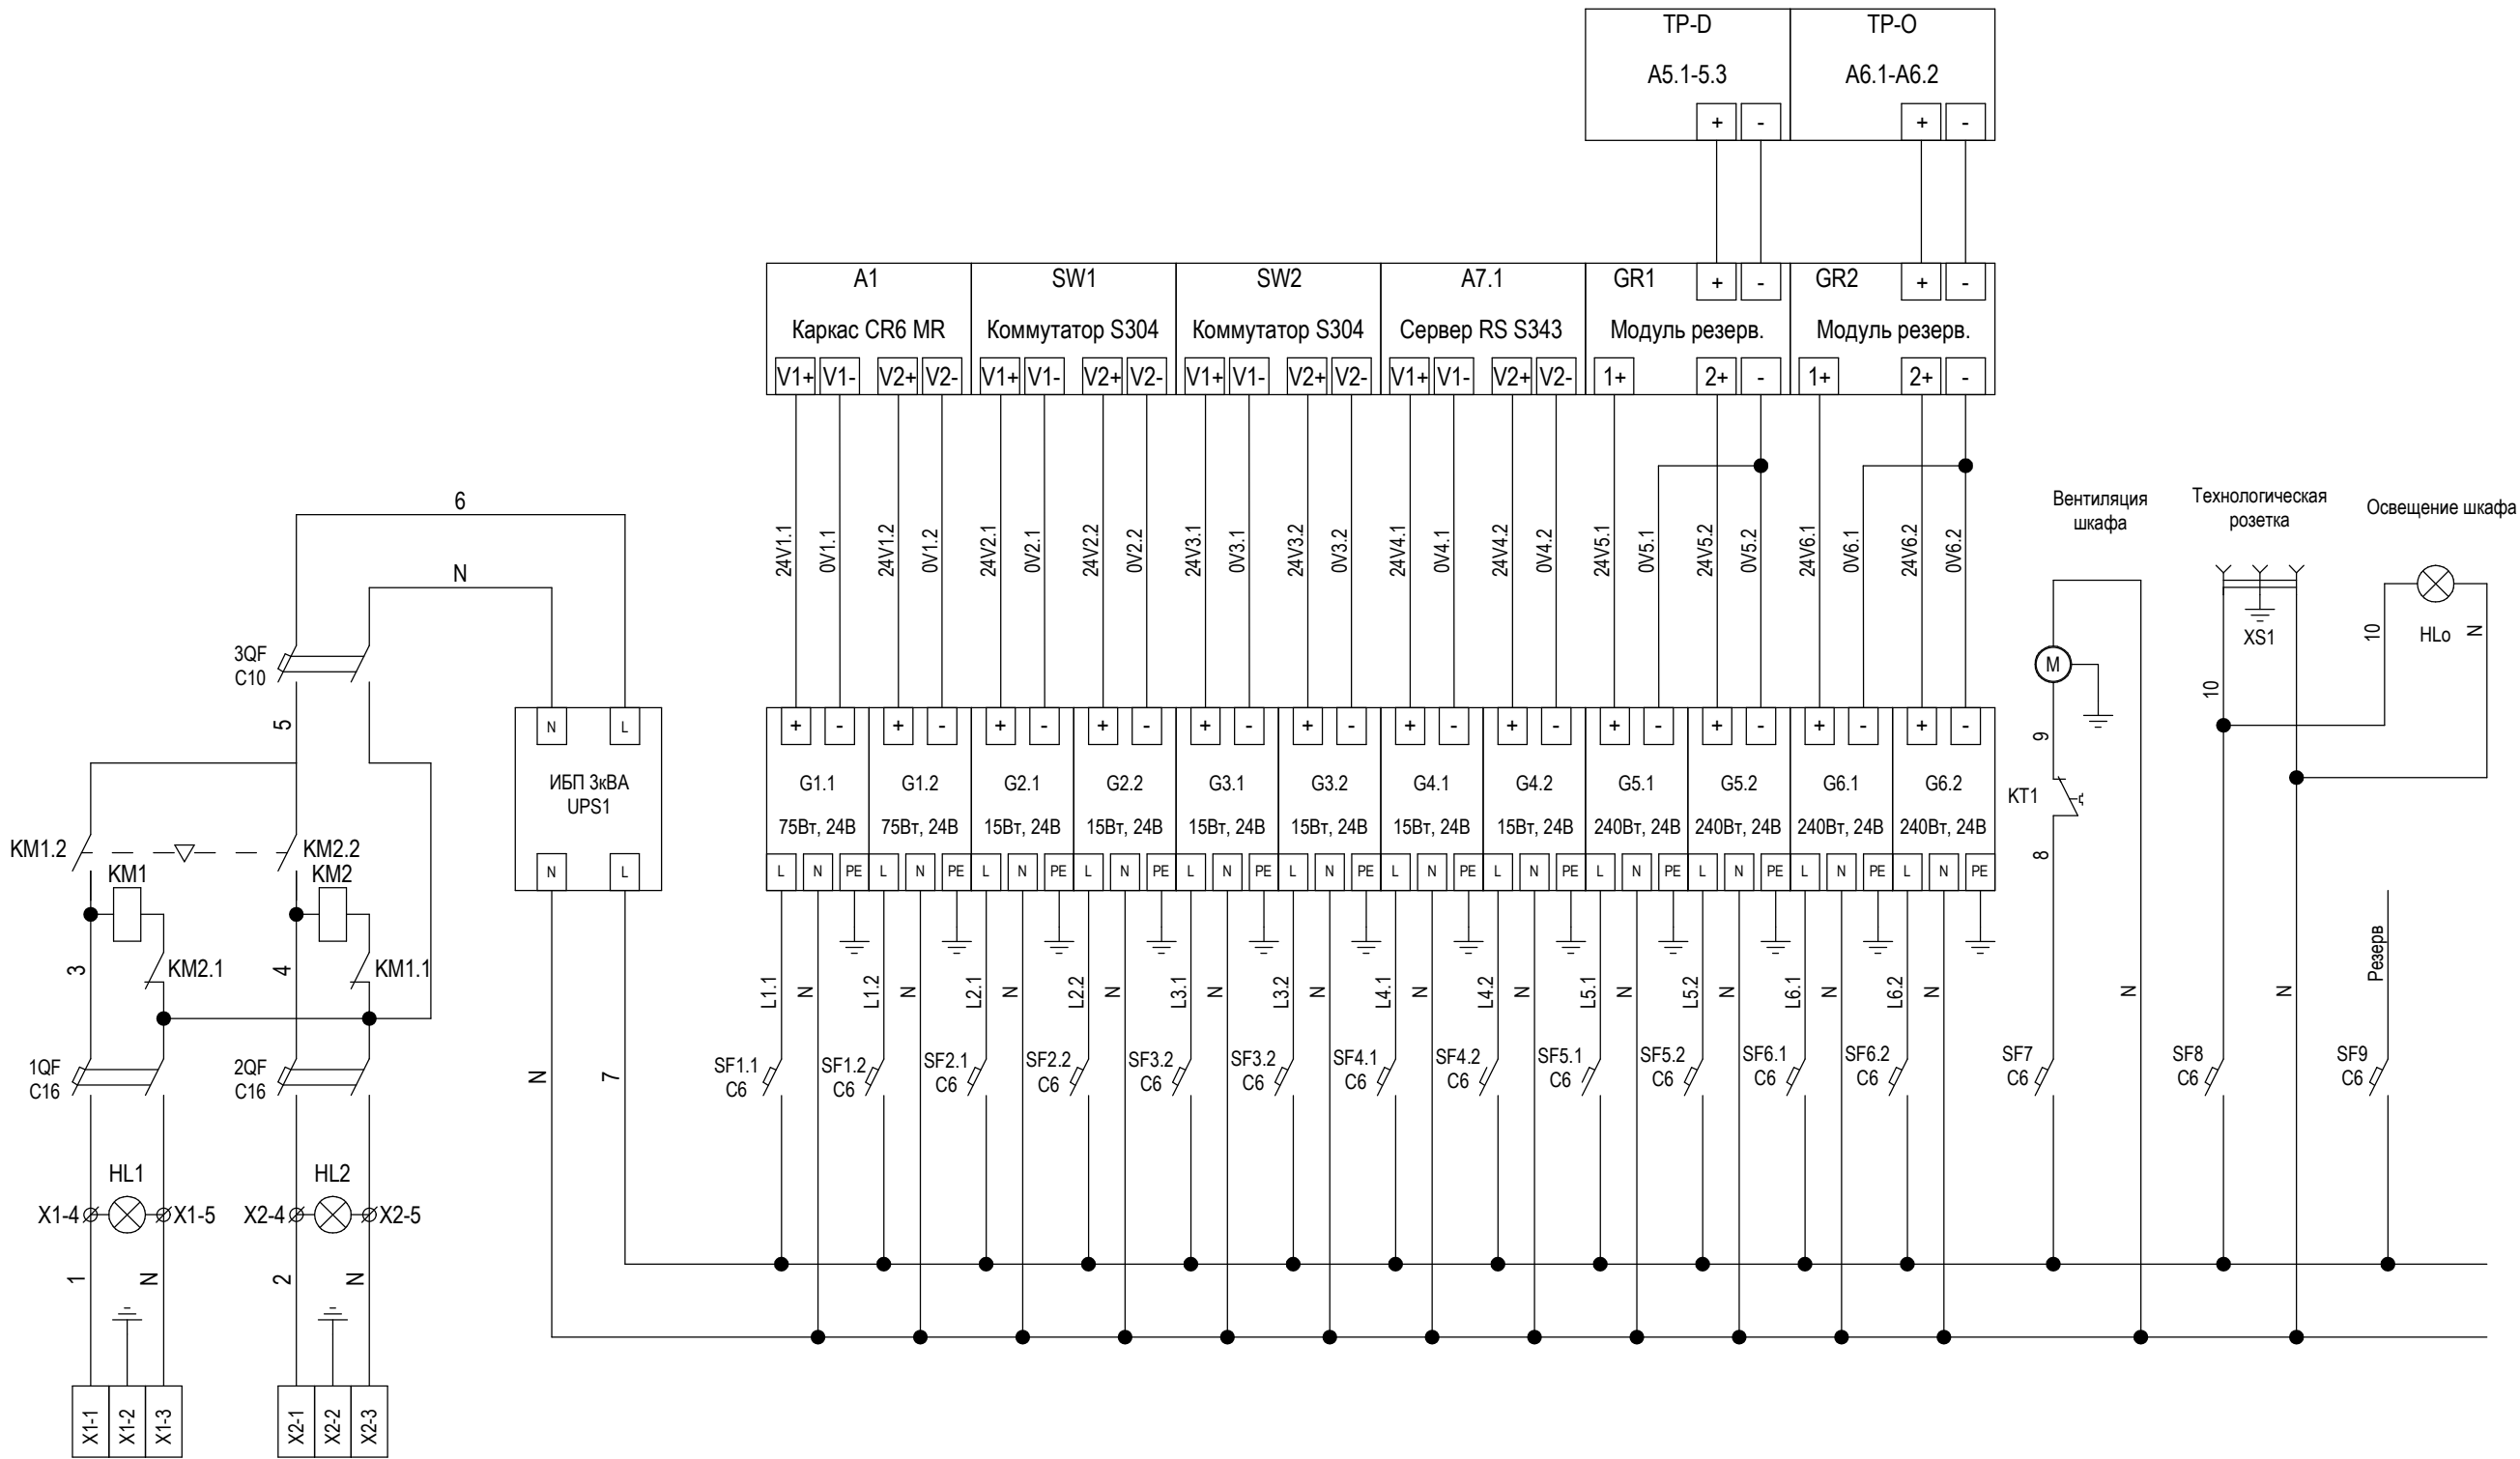 TP-D
TP-O
A5.1-5.3
A6.1-A6.2
+ -
+ -
A1
SW1
SW2
A7.1
GR1
+ -
GR2
+ -
Каркас CR6 MR
Коммутатор S304
Коммутатор S304
Сервер RS S343
Модуль резерв.
Модуль резерв.
V1+ V1- V2+ V2-
V1+ V1- V2+ V2-
V1+ V1- V2+ V2-
V1+ V1- V2+ V2-
1+ 2+ -
1+ 2+ -
24V1.1
0V1.1
24V1.2
0V1.2
24V2.1
0V2.1
24V2.2
0V2.2
24V3.1
0V3.1
24V3.2
0V3.2
24V4.1
0V4.1
24V4.2
0V4.2
24V5.1
0V5.1
24V5.2
0V5.2
24V6.1
0V6.1
24V6.2
0V6.2
Вентиляция
шкафа
Технологическая
розетка
Освещение шкафа
6
N
3QF
C10
5
N L
ИБП 3кВА
UPS1
N L
+ -
+ -
+ -
+ -
+ -
+ -
+ -
+ -
+ -
+ -
+ -
+ -
G1.1
G1.2
G2.1
G2.2
G3.1
G3.2
G4.1
G4.2
G5.1
G5.2
G6.1
G6.2
75Вт, 24В
75Вт, 24В
15Вт, 24В
15Вт, 24В
15Вт, 24В
15Вт, 24В
15Вт, 24В
15Вт, 24В
240Вт, 24В
240Вт, 24В
240Вт, 24В
240Вт, 24В
L N PE
L N PE
L N PE
L N PE
L N PE
L N PE
L N PE
L N PE
L N PE
L N PE
L N PE
L N PE
M
9
KT1
8
XS1
10
10
HLo
N
KM1.2
KM2.2
KM1
KM2
3
KM2.1
4
KM1.1
L1.1
N
L1.2
N
L2.1
N
L2.2
N
L3.1
N
L3.2
N
L4.1
N
L4.2
N
L5.1
N
L5.2
N
L6.1
N
L6.2
N
N
N
Резерв
1QF
C16
2QF
C16
N
7
SF1.1
C6
SF1.2
C6
SF2.1
C6
SF2.2
C6
SF3.2
C6
SF3.2
C6
SF4.1
C6
SF4.2
C6
SF5.1
C6
SF5.2
C6
SF6.1
C6
SF6.2
C6
SF7
C6
SF8
C6
SF9
C6
HL1
HL2
X1-4
X1-5
X2-4
X2-5
1
N
2
N
X1-1
X1-2
X1-3
X2-1
X2-2
X2-3